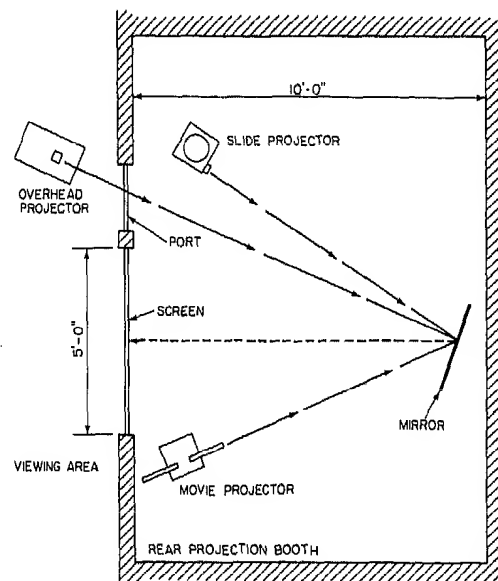 10'-0"
SLIDE PROJECTOR
OVERHEAD
PROJECTOR
PORT
SCREEN
5'-0"
MIRROR
VIEWING AREA
MOVIE PROJECTOR
REAR PROJECTION BOOTH